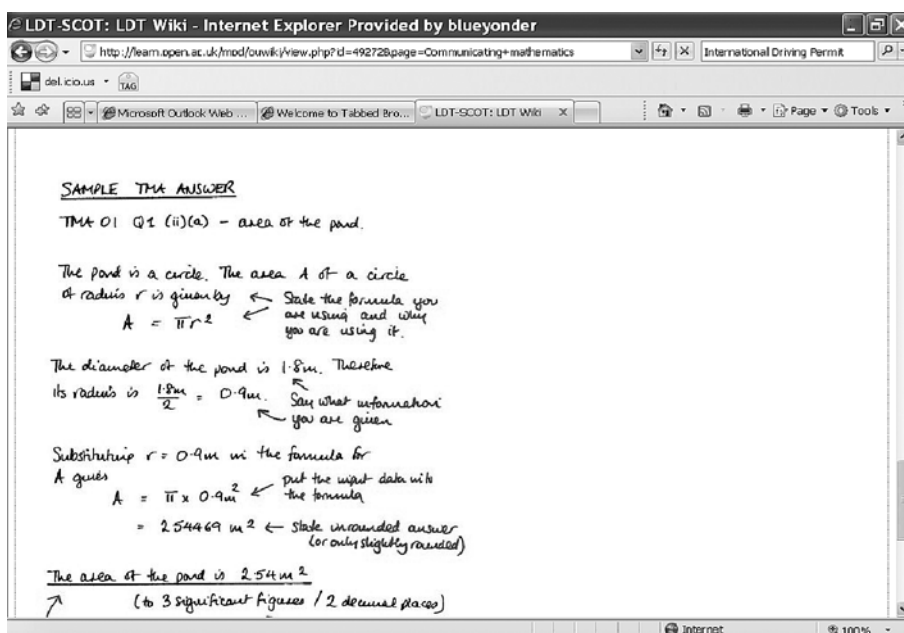 LDT-SCOT: LDT Wiki - Internet Explorer Provided by blueyonder
http://learn.open.ac.uk/mod/ouwiki/view.php?id=49272&page=Communicating+mathematics
International Driving Permit
del.icio.us
TAG
Microsoft Outlook Web ...
Welcome to Tabbed Bro...
LDT-SCOT: LDT Wiki X
Page
Tools
SAMPLE TMA ANSWER
TMA 01 Q1 (ii)(a) - area of the pond.
The pond is a circle. The area A of a circle
of radius r is given by ← State the formula you
A = πr² ← are using and why
you are using it.
The diameter of the pond is 1.8m. Therefore
its radius is 1.8m/2 = 0.9m. Say what information
← you are given
Substituting r = 0.9m in the formula for
A gives
put the input data into
A = π × 0.9m² ← the formula
= 2.54469 m² ← state unrounded answer
(or only slightly rounded)
The area of the pond is 2.54m²
(to 3 significant figures / 2 decimal places)
Internet
100%